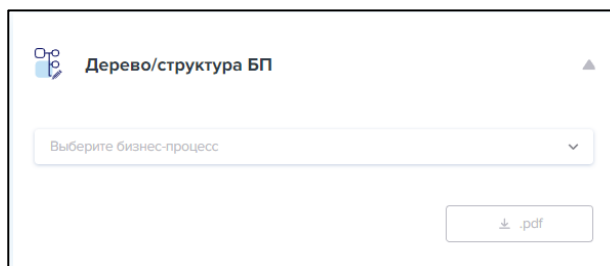 Дерево/структура БП
Выберите бизнес-процесс
.pdf